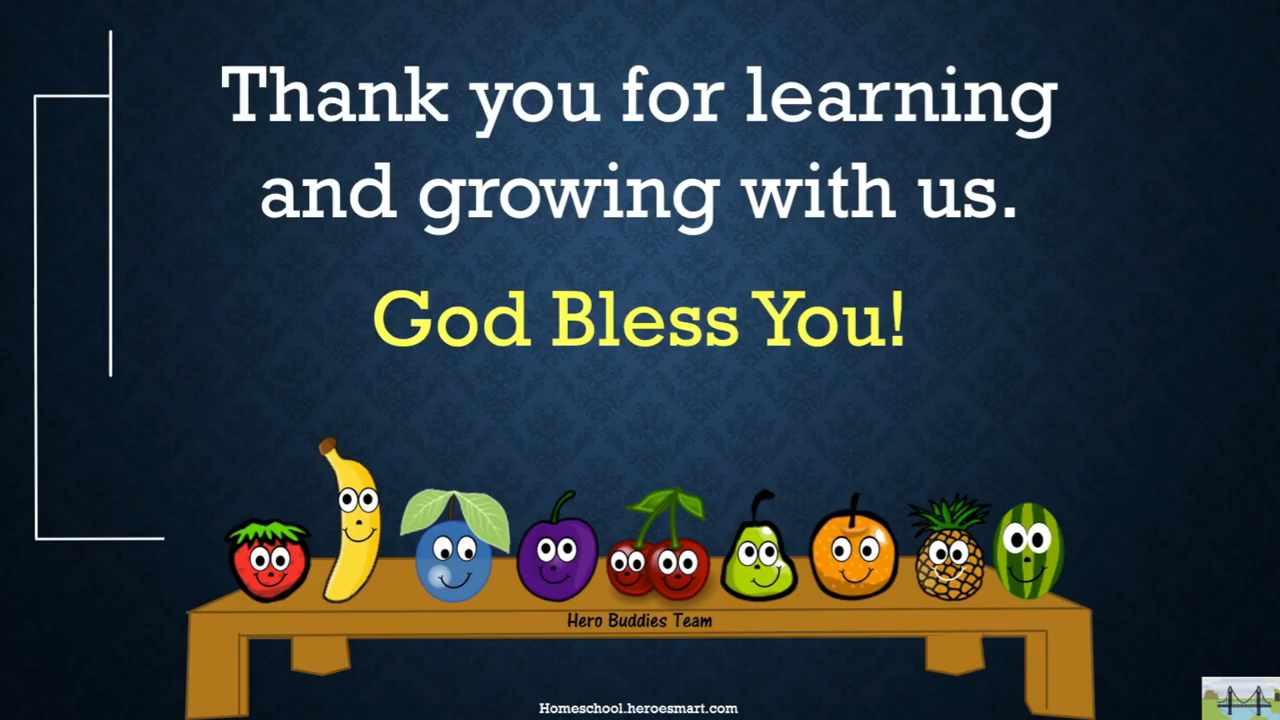 Thank you for learning
and growing with us.
God Bless You!
Hero Buddies Team
Homeschool.heroesmart.com